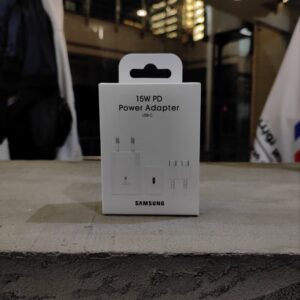 15W PD
Power Adapter
USB-C
SAMSUNG